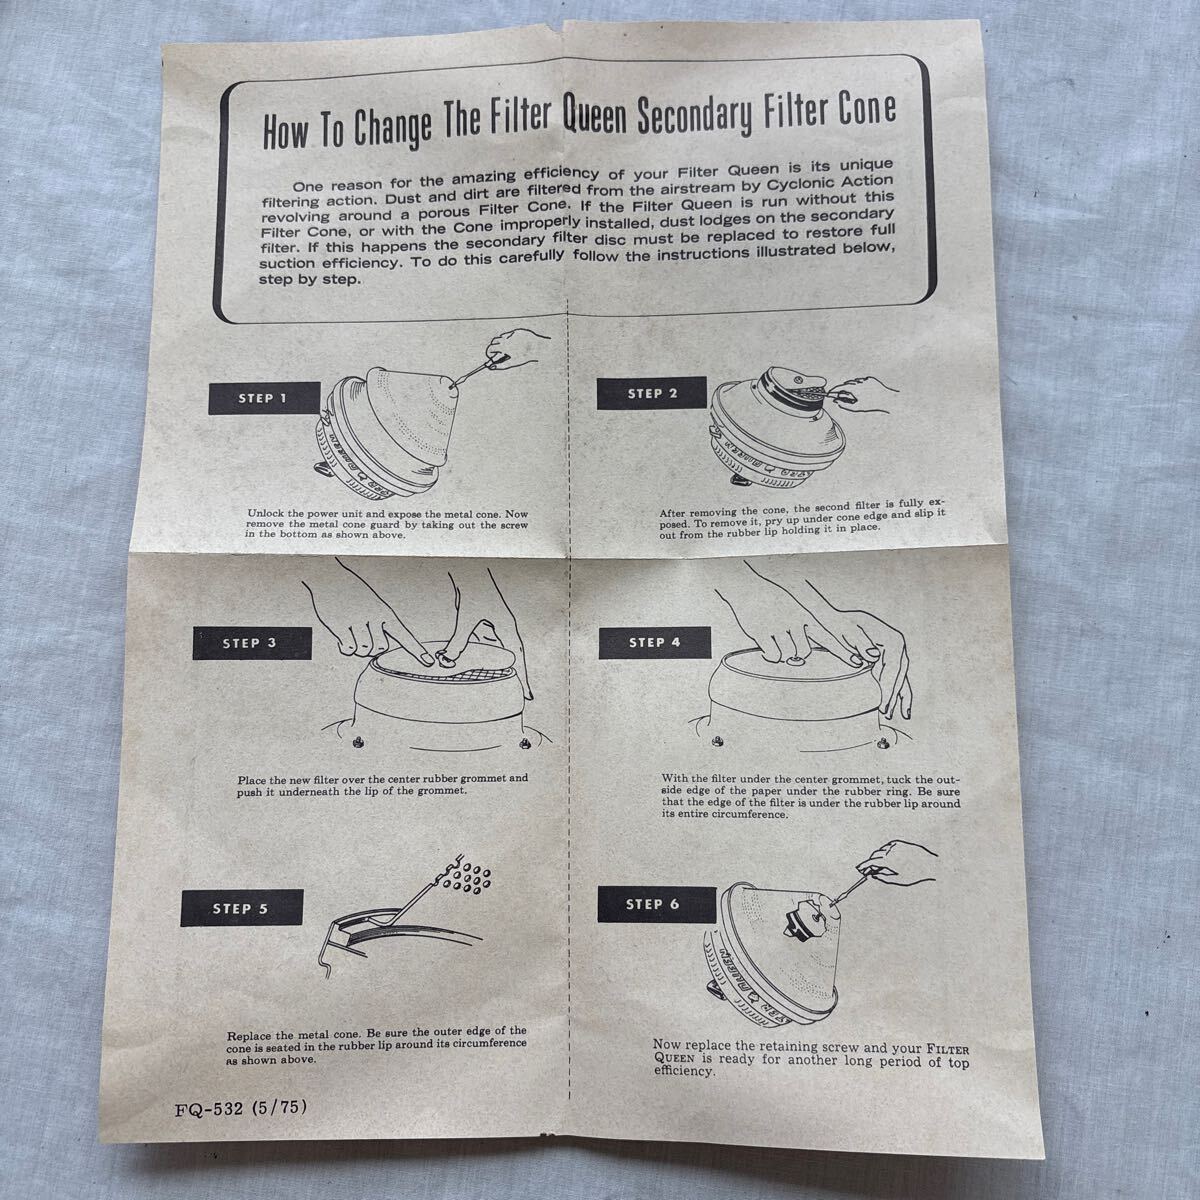 How To Change The Filter Queen Secondary Filter Cone
One reason for the amazing efficiency of your Filter Queen is its unique
filtering action. Dust and dirt are filtered from the airstream by Cyclonic Action
revolving around a porous Filter Cone. If the Filter Queen is run without this
Filter Cone, or with the Cone improperly installed, dust lodges on the secondary
filter. If this happens the secondary filter disc must be replaced to restore full
suction efficiency. To do this carefully follow the instructions illustrated below,
step by step.
STEP 1
Unlock the power unit and expose the metal cone. Now
remove the metal cone guard by taking out the screw
in the bottom as shown above.
STEP 2
After removing the cone, the second filter is fully ex-
posed. To remove it, pry up under cone edge and slip it
out from the rubber lip holding it in place.
STEP 3
Place the new filter over the center rubber grommet and
push it underneath the lip of the grommet.
STEP 4
With the filter under the center grommet, tuck the out-
side edge of the paper under the rubber ring. Be sure
that the edge of the filter is under the rubber lip around
its entire circumference.
STEP 5
Replace the metal cone. Be sure the outer edge of the
cone is seated in the rubber lip around its circumference
as shown above.
STEP 6
QUEEN
Now replace the retaining screw and your FILTER
QUEEN is ready for another long period of top
efficiency.
FQ-532 (5/75)